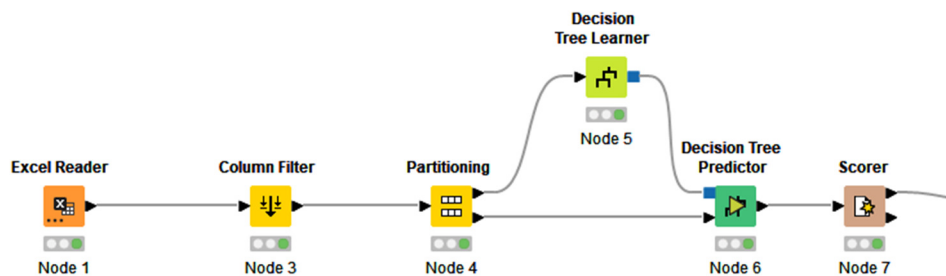 Decision
Tree Learner
Node 5
Excel Reader
Node 1
Column Filter
Node 3
Partitioning
Node 4
Decision Tree
Predictor
Node 6
Scorer
Node 7